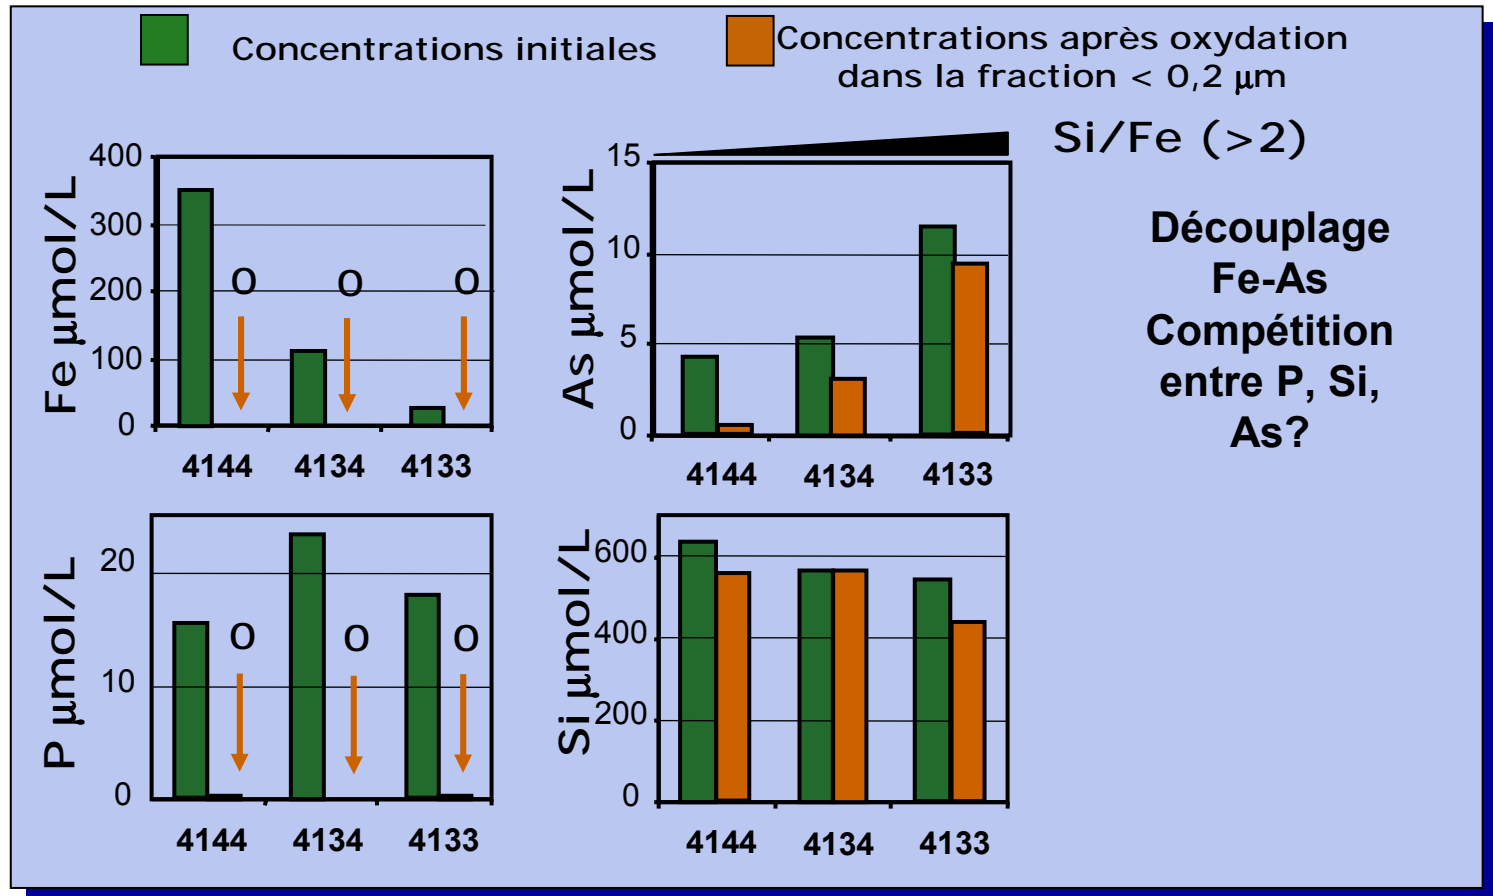 Concentrations initiales
Concentrations après oxydation
dans la fraction < 0,2 µm
Si/Fe (>2)
Fe µmol/L
400
300
200
100
0
O
O
O
4144
4134
4133
As µmol/L
15
10
5
0
4144
4134
4133
Découplage
Fe-As
Compétition
entre P, Si,
As?
P µmol/L
20
10
0
O
O
O
4144
4134
4133
Si µmol/L
600
400
200
0
4144
4134
4133